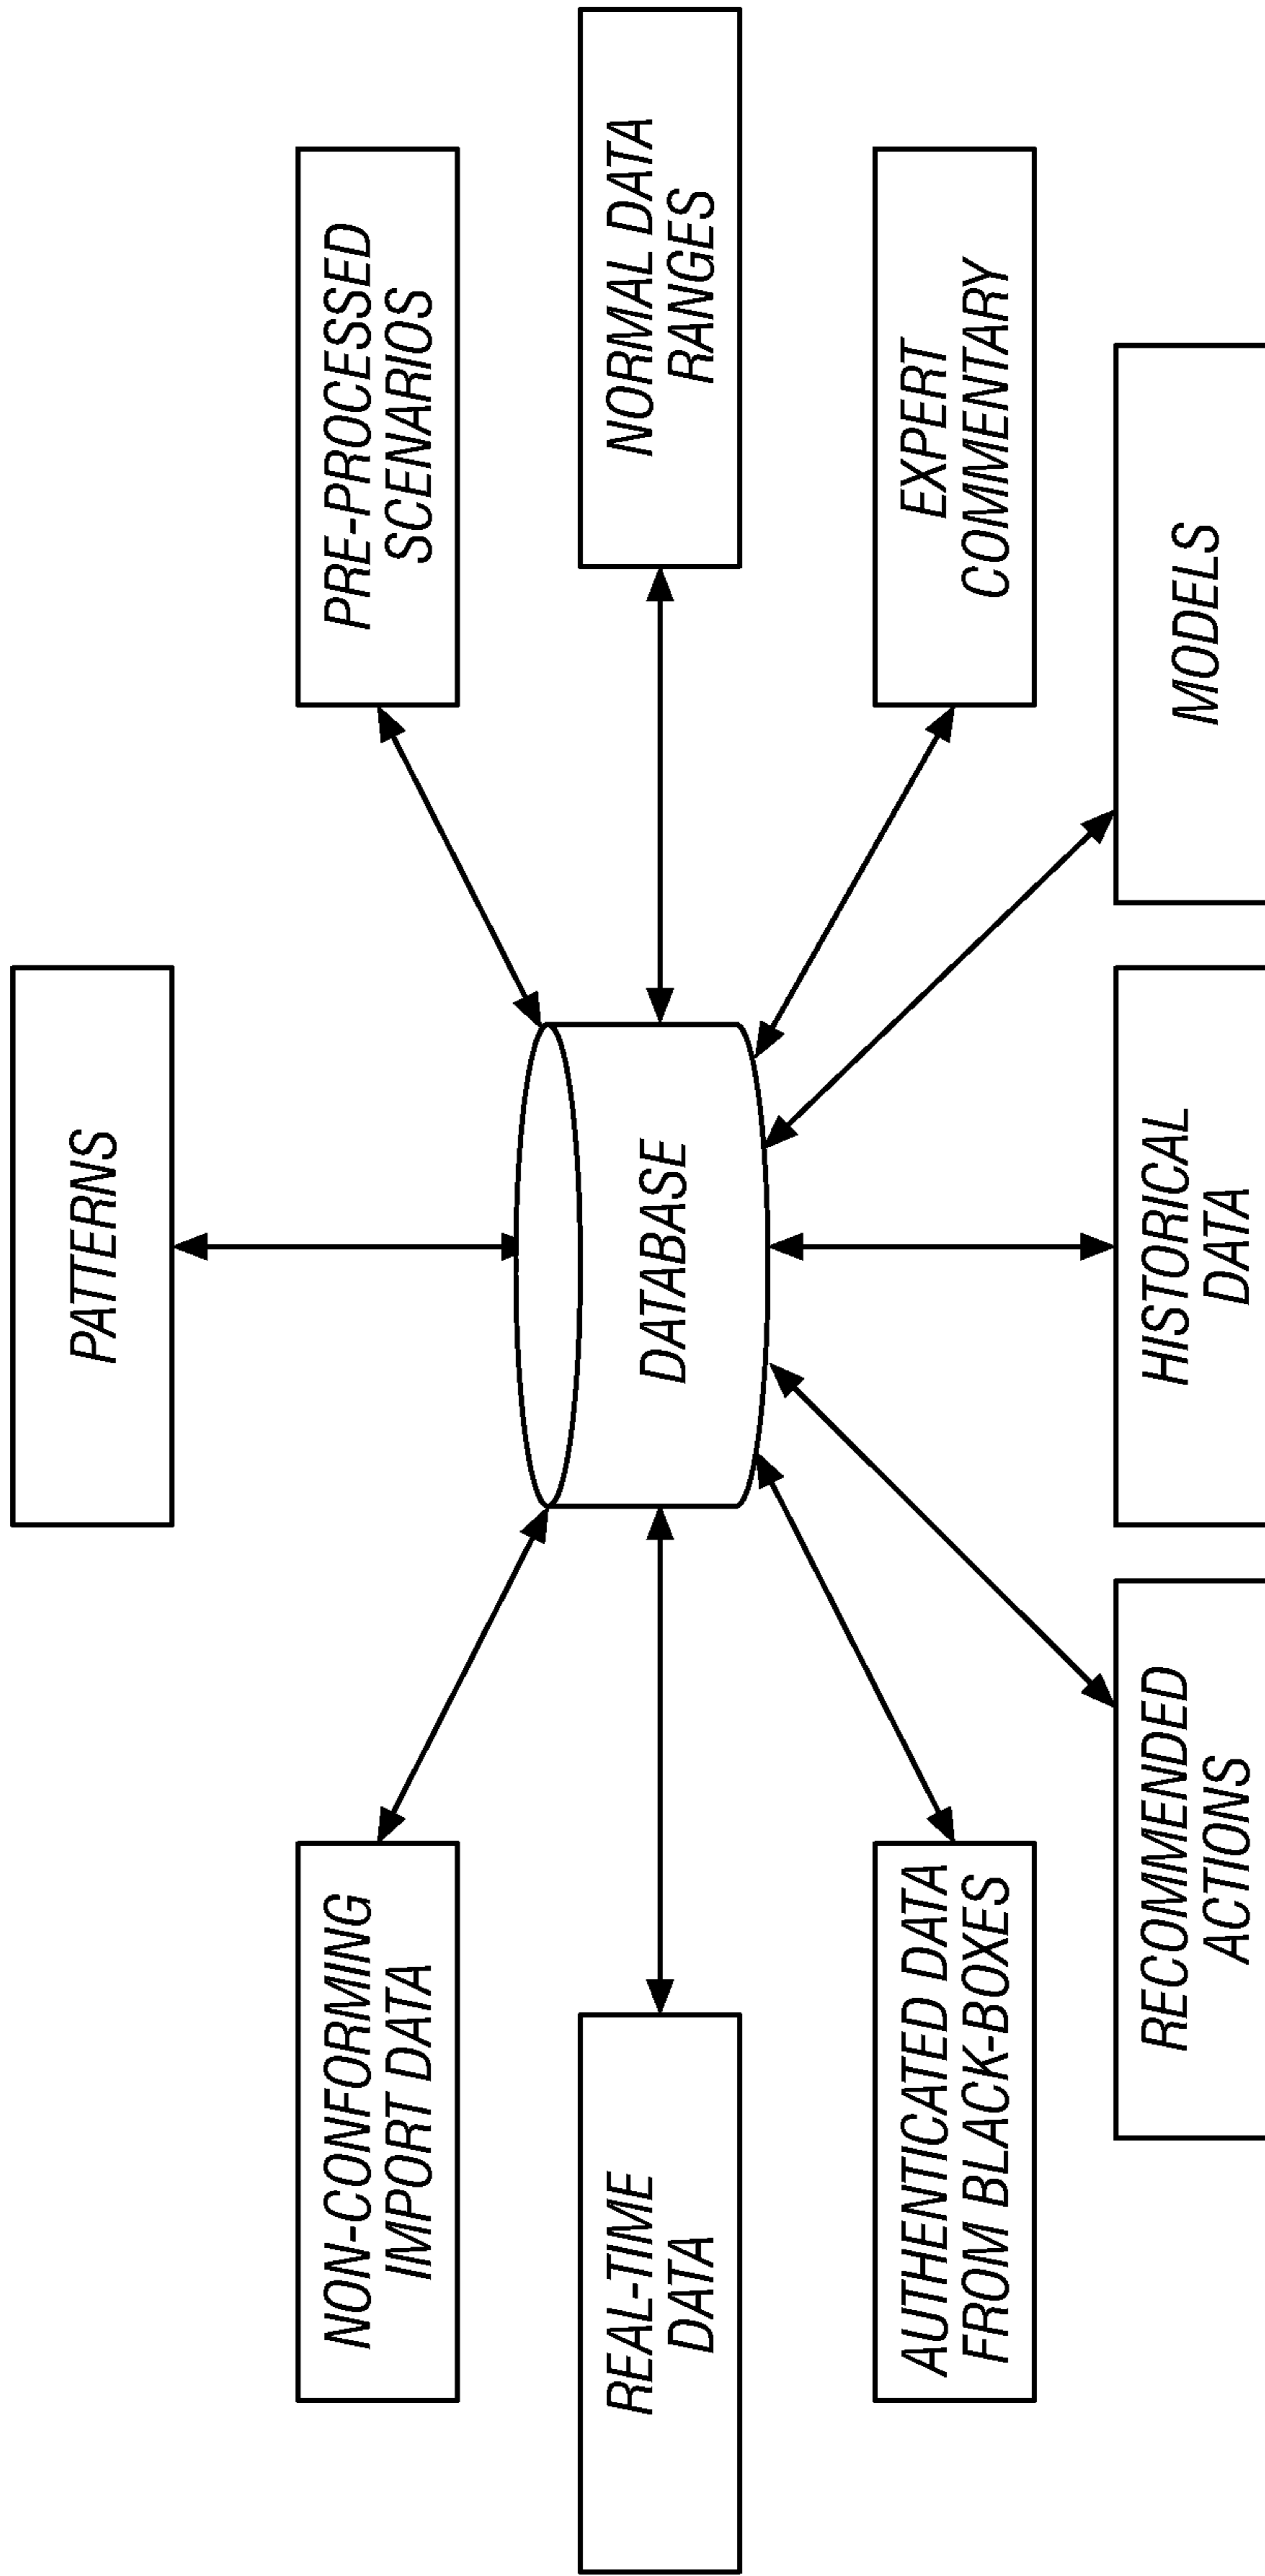 PATTERNS
NON-CONFORMING
IMPORT DATA
PRE-PROCESSED
SCENARIOS
REAL-TIME
DATA
DATABASE
NORMAL DATA
RANGES
AUTHENTICATED DATA
FROM BLACK-BOXES
EXPERT
COMMENTARY
RECOMMENDED
ACTIONS
HISTORICAL
DATA
MODELS